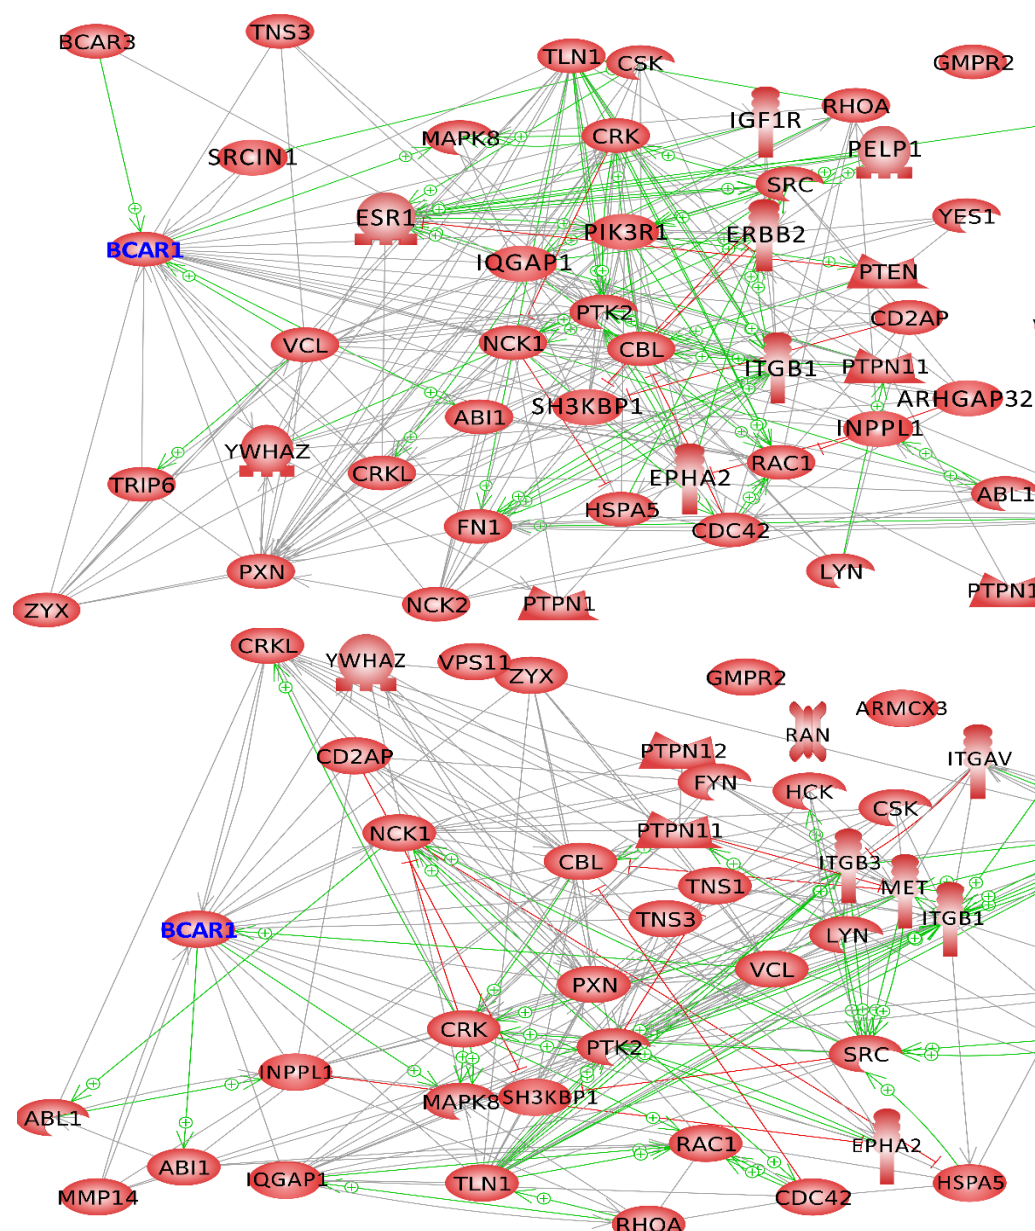 BCAR3
TNS3
TLN1
CSK
GMPR2
IGF1R
RHOA
MAPK8
CRK
SRCIN1
PELP1
SRC
ESR1
YES1
BCAR1
PIK3R1
ERBB2
IQGAP1
PTEN
PTK2
CD2AP
VCL
NCK1
CBL
ITGB1
PTPN11
ABI1
SH3KBP1
ARHGAP32
INPPL1
YWHAZ
CRKL
TRIP6
EPHA2
RAC1
ABL1
HSPA5
FN1
CDC42
PXN
LYN
ZYX
NCK2
PTPN1
PTPN1
CRKL
YWHAZ
VPS11
ZYX
GMPR2
ARMCX3
RAN
CD2AP
PTPN12
ITGAV
FYN
HCK
CSK
NCK1
PTPN11
CBL
ITGB3
TNS1
MET
TNS3
ITGB1
BCAR1
LYN
VCL
PXN
CRK
PTK2
SRC
INPPL1
MAPK8
SH3KBP1
ABL1
RAC1
EPHA2
ABI1
IQGAP1
TLN1
HSPA5
MMP14
CDC42
RHOA